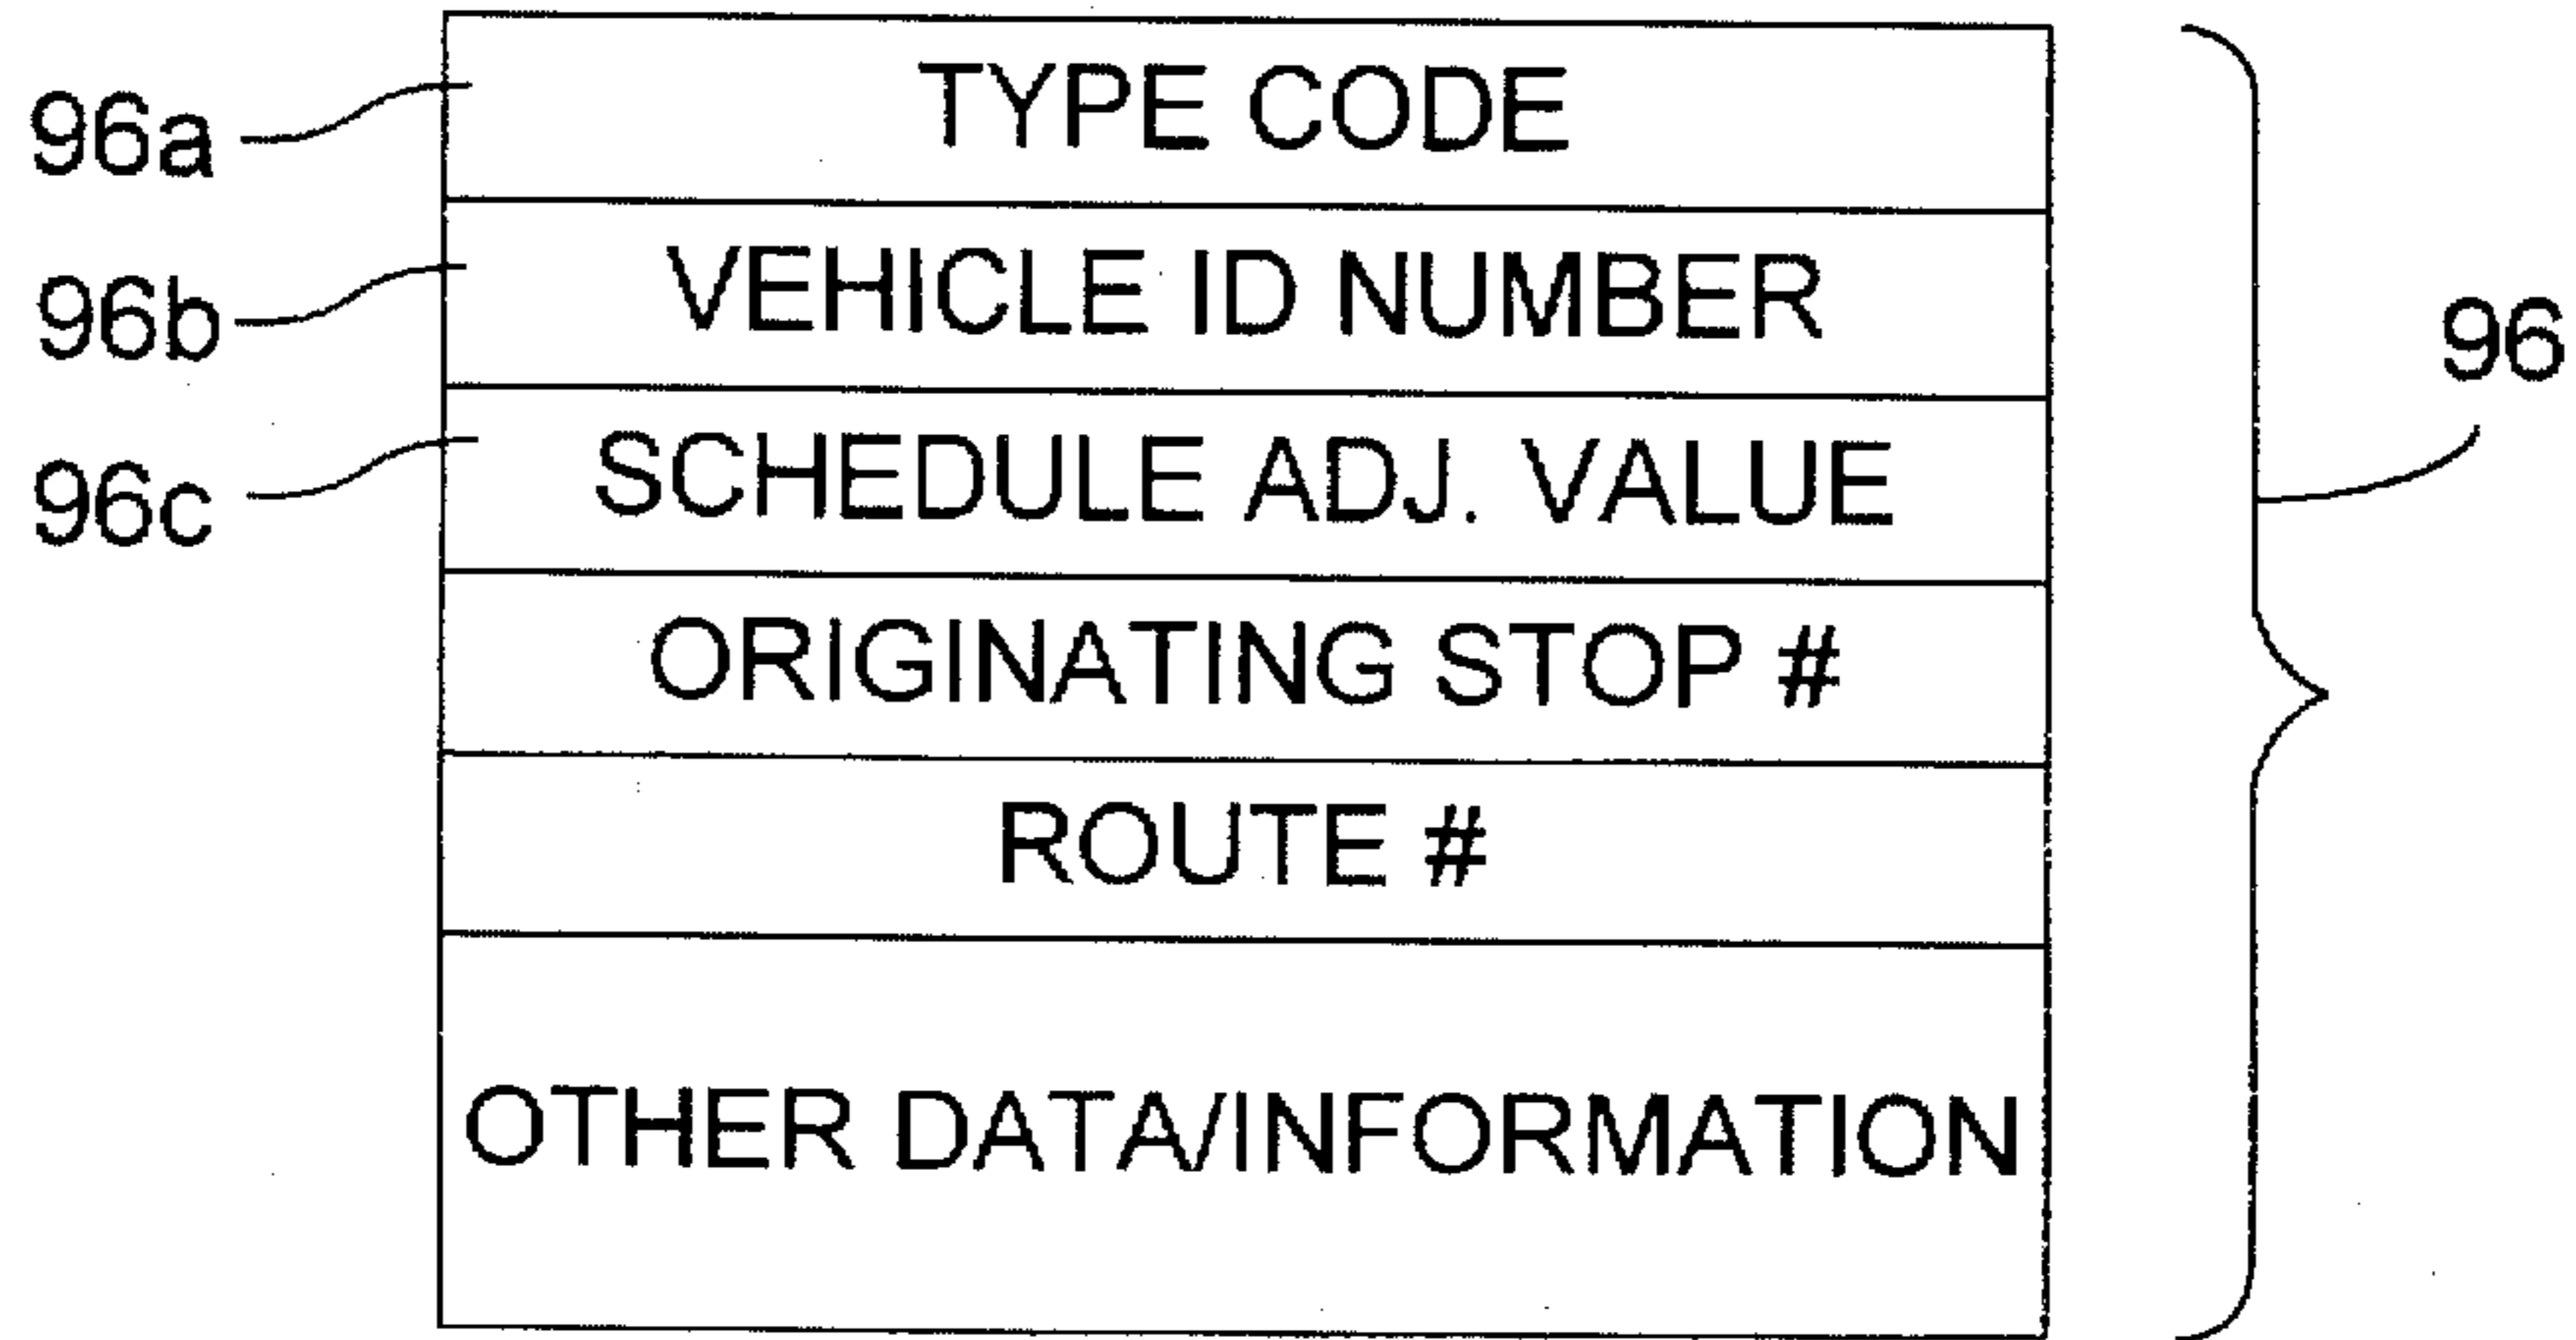 96a TYPE CODE
96b VEHICLE ID NUMBER
96
96c SCHEDULE ADJ. VALUE
ORIGINATING STOP #
ROUTE #
OTHER DATA/INFORMATION